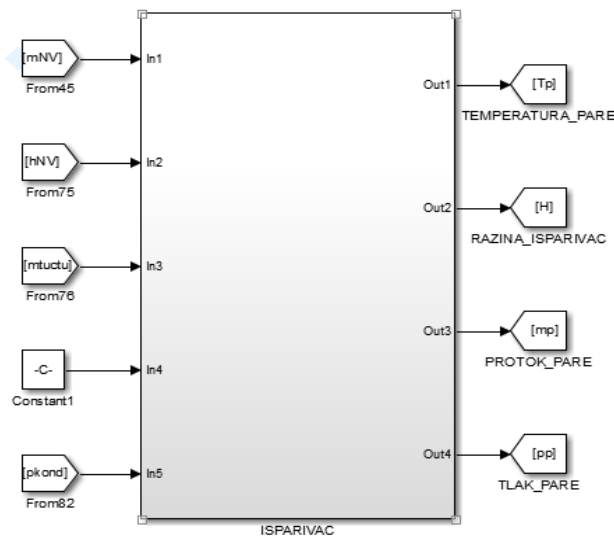 [mNV]
From45
In1
[hNV]
From75
In2
[mtuctu]
From76
In3
-C-
Constant1
In4
[pkond]
From82
In5
Out1
[Tp]
TEMPERATURA_PARE
Out2
[H]
RAZINA_ISPARIVAC
Out3
[mp]
PROTOK_PARE
Out4
[pp]
TLAK_PARE
ISPARIVAC